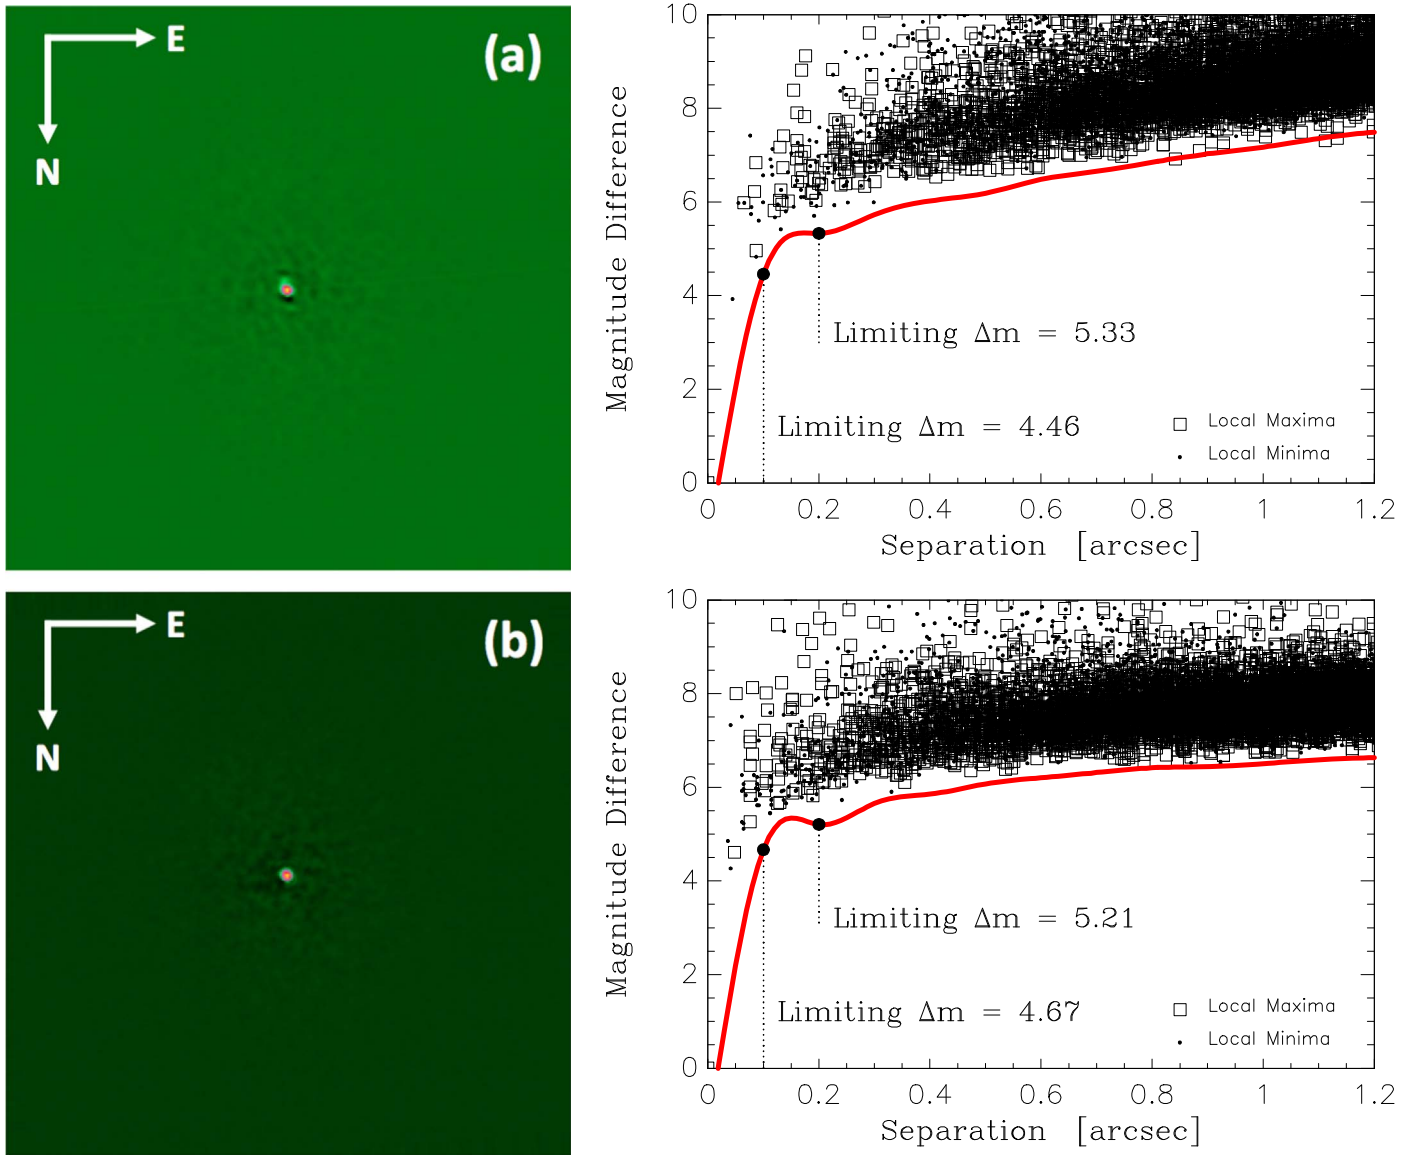 E
(a)
N
10
8
6
4
2
0
Magnitude Difference
Limiting Δm = 5.33
Limiting Δm = 4.46
Local Maxima
Local Minima
0 0.2 0.4 0.6 0.8 1 1.2
Separation [arcsec]
E
(b)
N
10
8
6
4
2
0
Magnitude Difference
Limiting Δm = 5.21
Limiting Δm = 4.67
Local Maxima
Local Minima
0 0.2 0.4 0.6 0.8 1 1.2
Separation [arcsec]